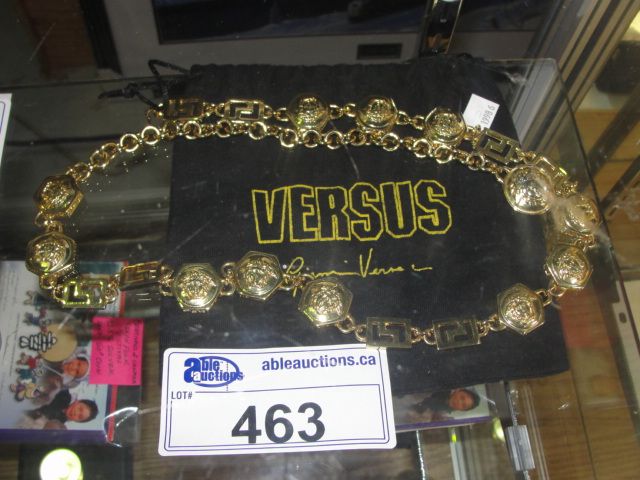 VERSUS
Gianni Versace
able auctions
ableauctions.ca
LOT#
463